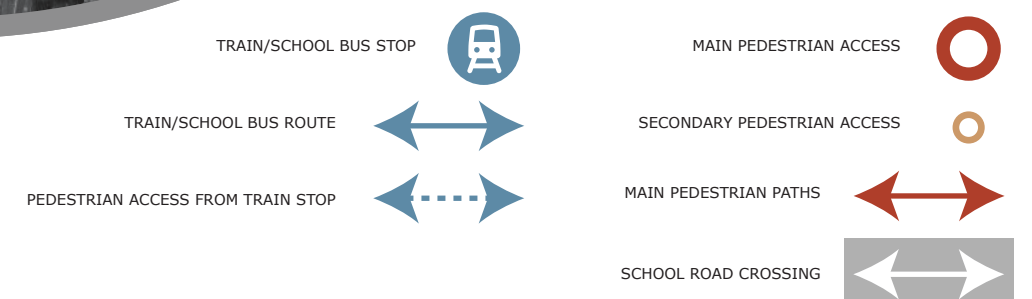 TRAIN/SCHOOL BUS STOP
TRAIN/SCHOOL BUS ROUTE
PEDESTRIAN ACCESS FROM TRAIN STOP
MAIN PEDESTRIAN ACCESS
SECONDARY PEDESTRIAN ACCESS
MAIN PEDESTRIAN PATHS
SCHOOL ROAD CROSSING